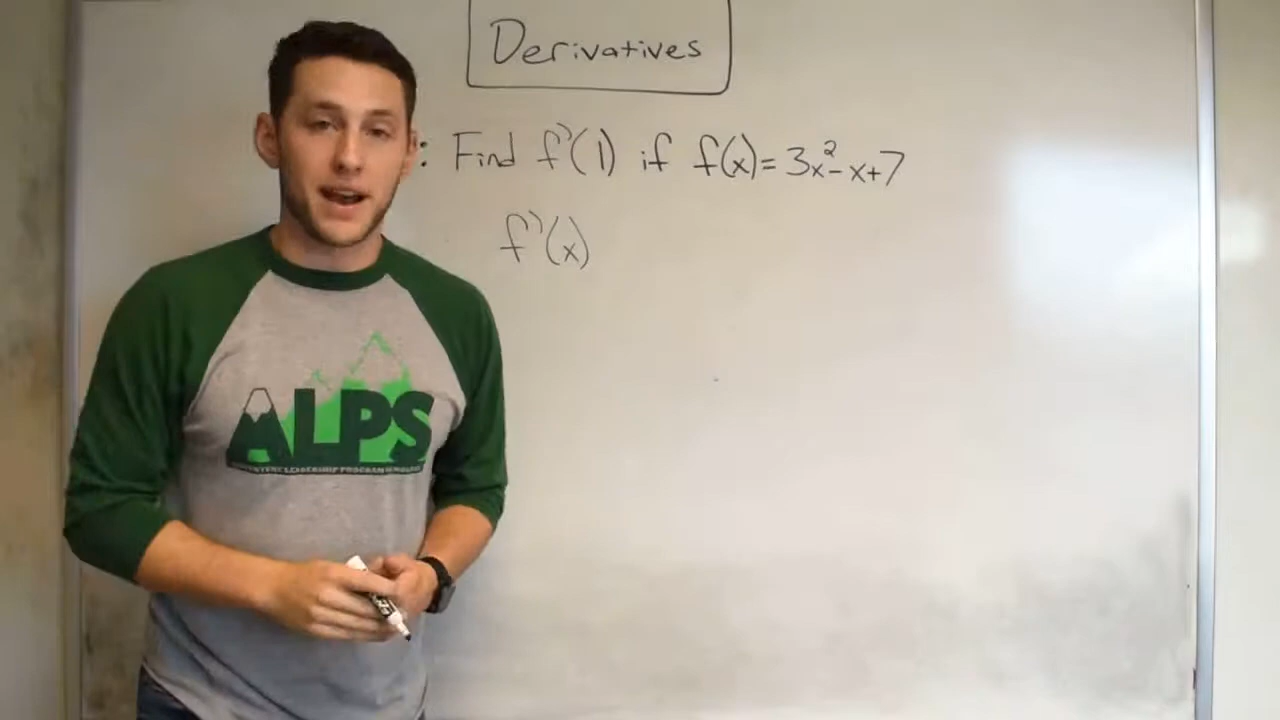 Derivatives
: Find f'(1) if f(x)=3x²-x+7
f'(x)
ALPS